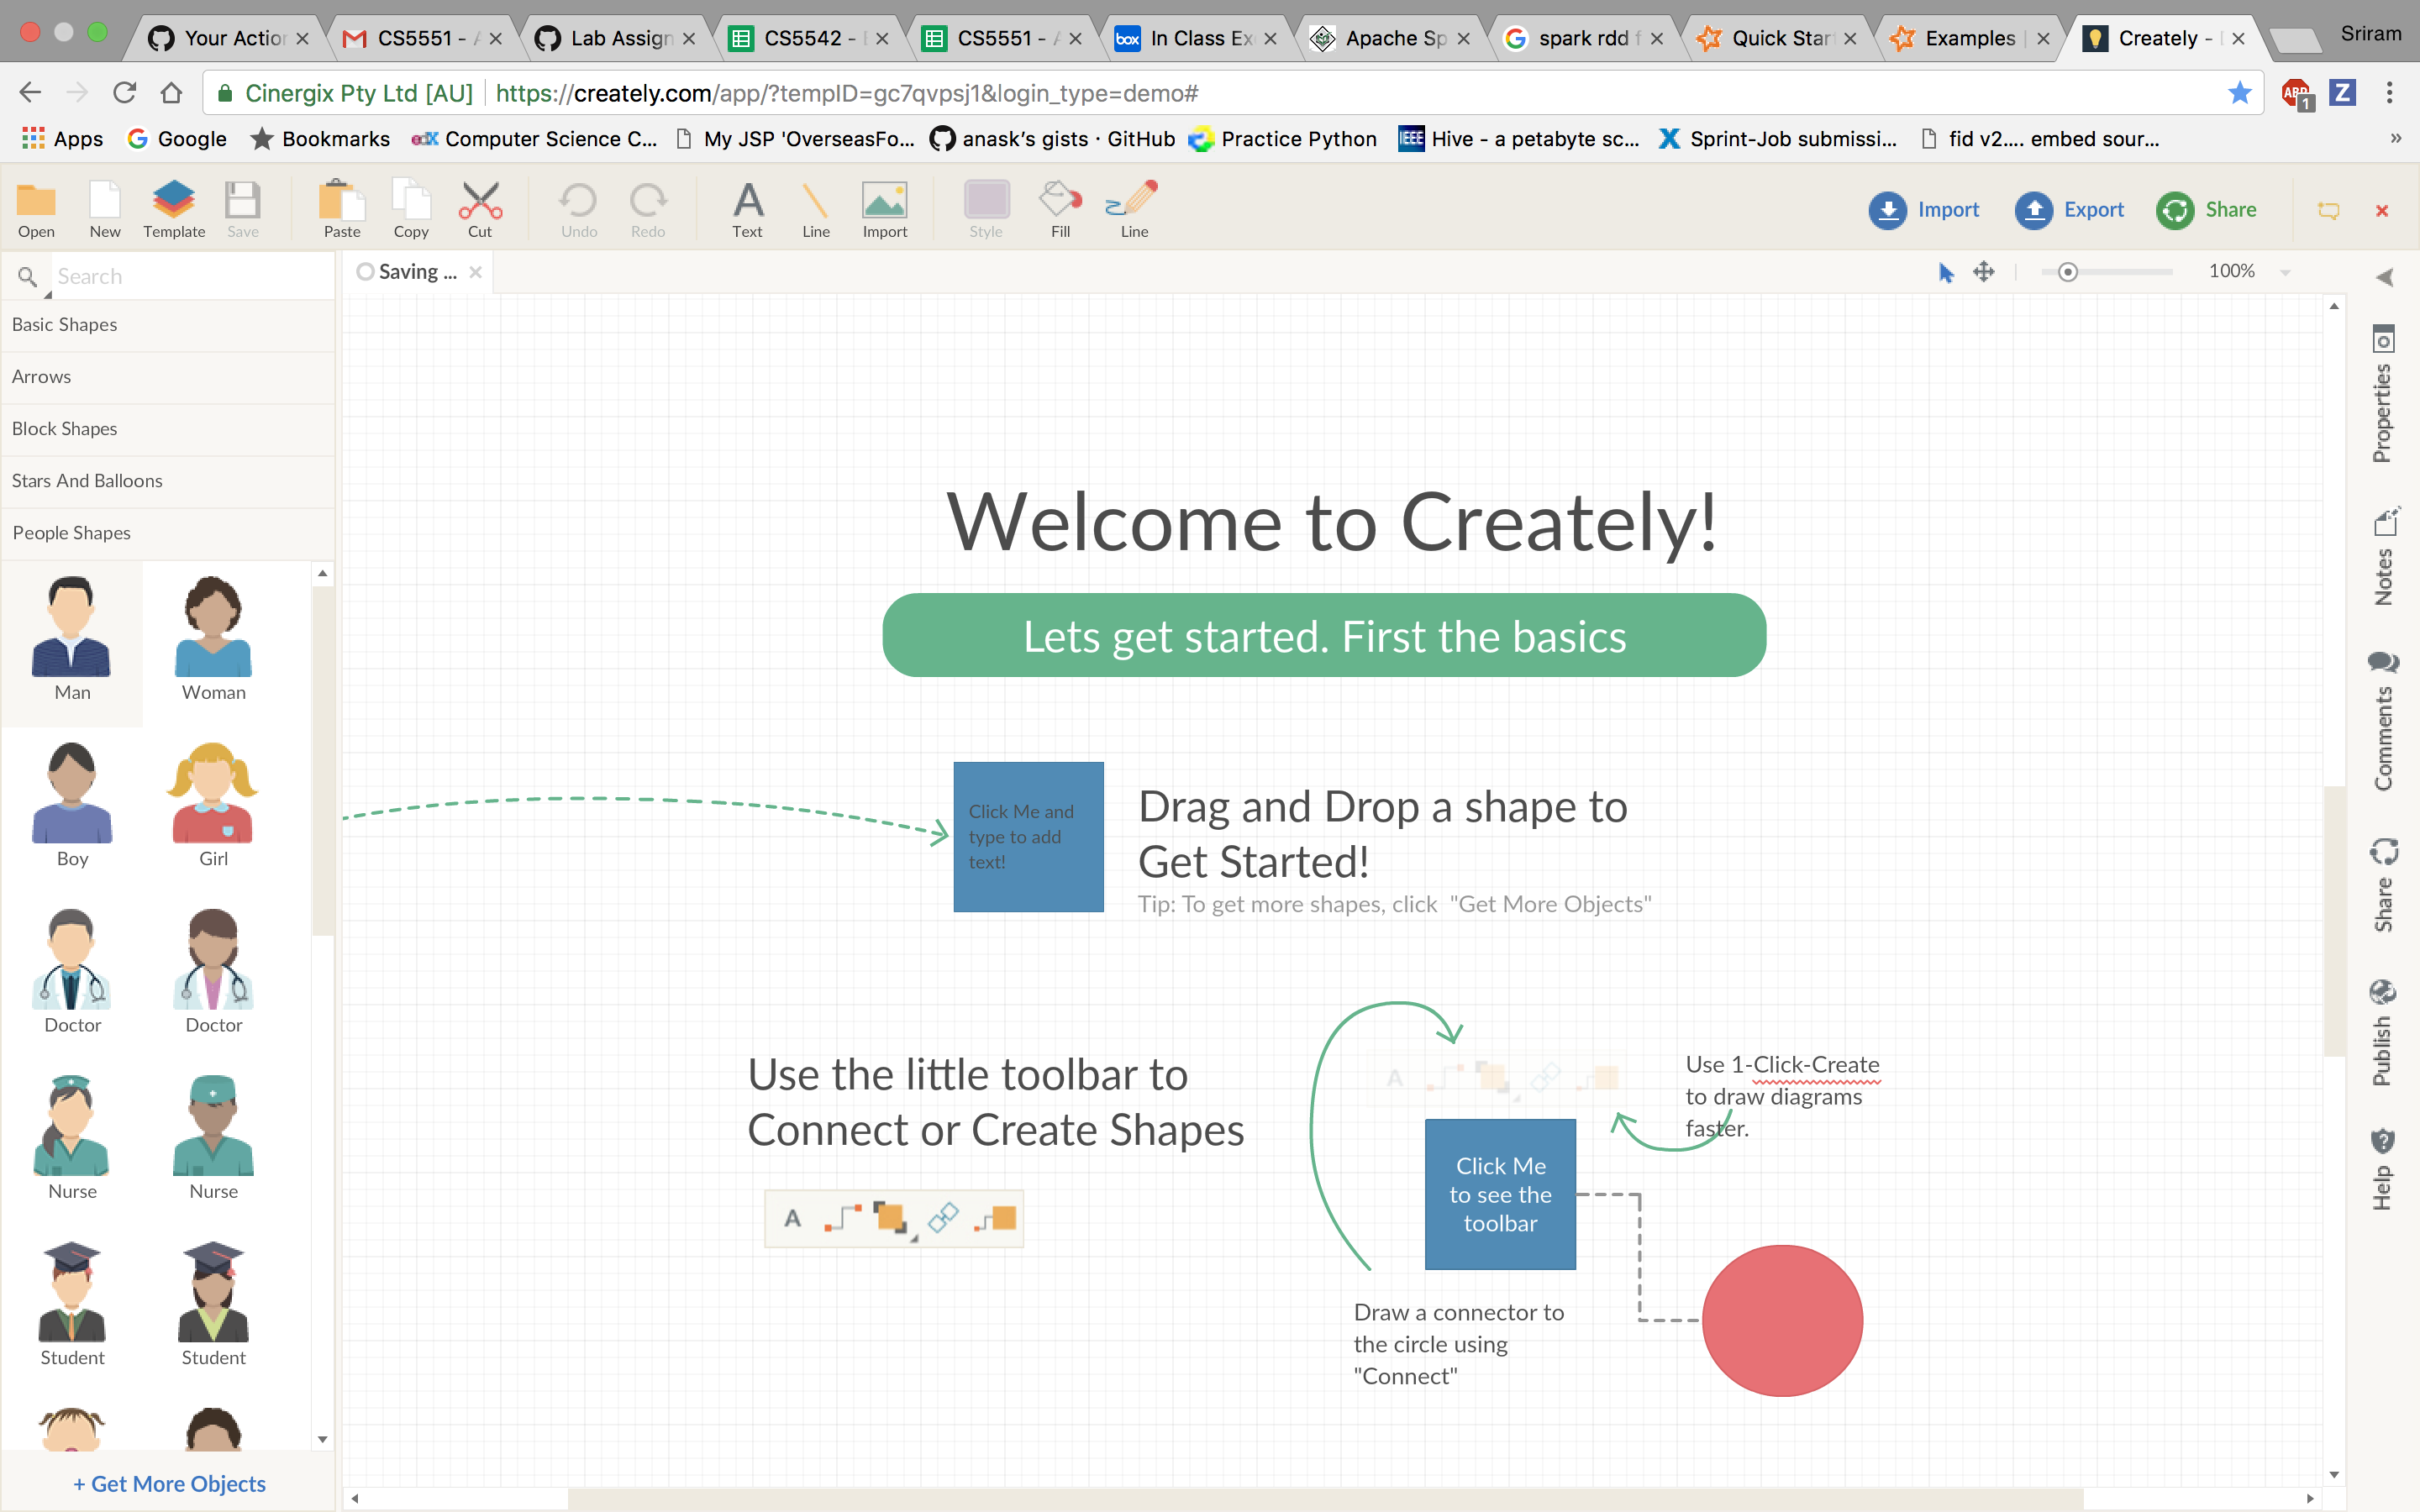 Your Actio
CS5551 - A
Lab Assign
CS5542 -
CS5551 - A
box In Class Ex
Apache Sp
spark rdd f
Quick Star
Examples
Creately -
Sriram
Cinergix Pty Ltd [AU]
https://creately.com/app/?tempID=gc7qvpsj1&login_type=demo#
ABP
1
Z
Apps
Google
Bookmarks
edX Computer Science C...
My JSP 'OverseasFo...
anask's gists · GitHub
Practice Python
IEEE Hive - a petabyte sc...
X Sprint-Job submissi...
fid v2.... embed sour...
»
Open
New
Template
Save
Paste
Copy
Cut
Undo
Redo
Text
Line
Import
Style
Fill
Line
Import
Export
Share
Search
Saving ...
100%
Basic Shapes
Arrows
Block Shapes
Stars And Balloons
People Shapes
Man
Woman
Boy
Girl
Doctor
Doctor
Nurse
Nurse
Student
Student
+ Get More Objects
Welcome to Creately!
Lets get started. First the basics
Click Me and
type to add
text!
Drag and Drop a shape to
Get Started!
Tip: To get more shapes, click "Get More Objects"
Use the little toolbar to
Connect or Create Shapes
A
A
Use 1-Click-Create
to draw diagrams
faster.
Click Me
to see the
toolbar
Draw a connector to
the circle using
"Connect"
Properties
Notes
Comments
Share
Publish
Help